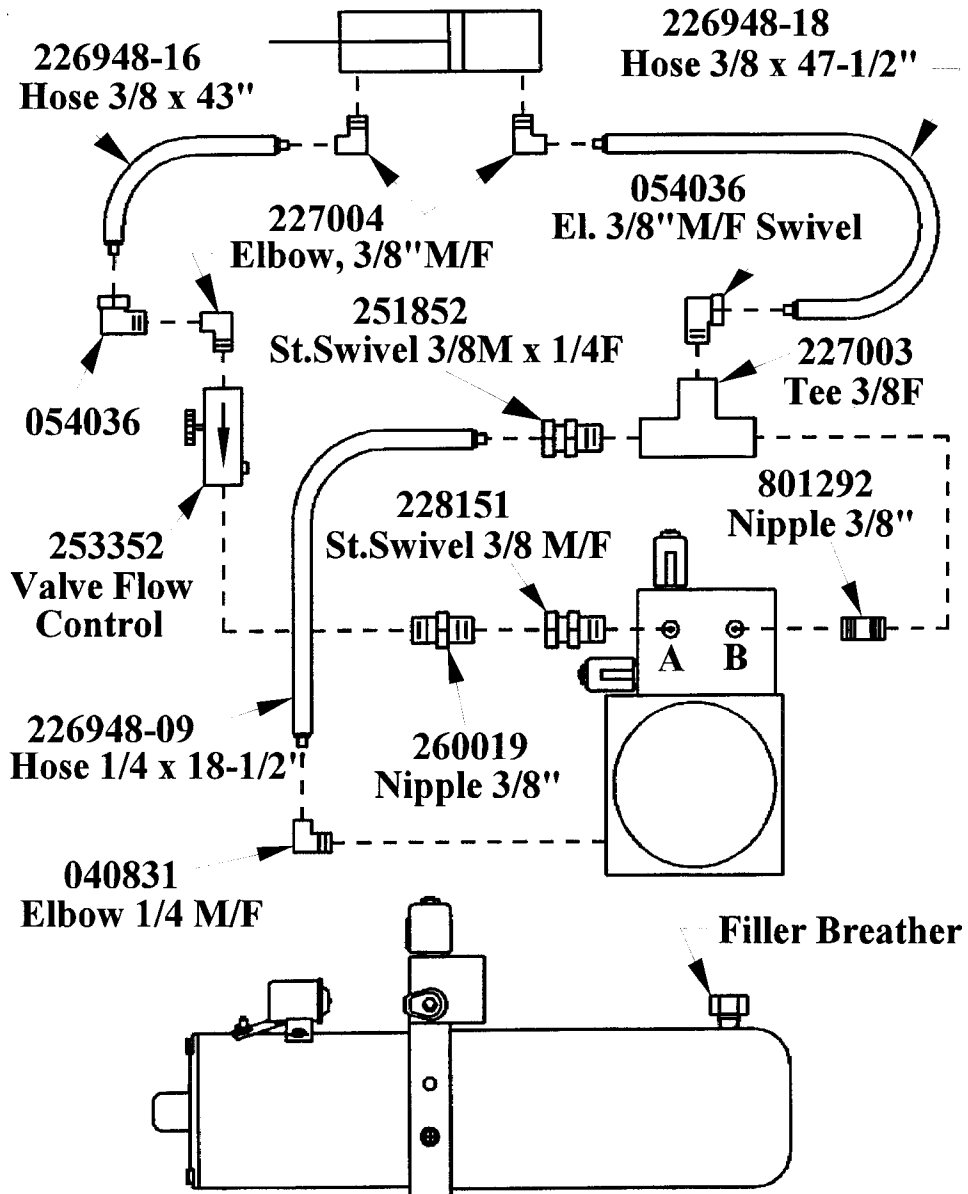 226948-16
Hose 3/8 x 43"
226948-18
Hose 3/8 x 47-1/2"
227004
Elbow, 3/8"M/F
054036
El. 3/8"M/F Swivel
251852
St.Swivel 3/8M x 1/4F
227003
Tee 3/8F
054036
253352
Valve Flow
Control
228151
St.Swivel 3/8 M/F
801292
Nipple 3/8"
A B
226948-09
Hose 1/4 x 18-1/2"
260019
Nipple 3/8"
040831
Elbow 1/4 M/F
Filler Breather